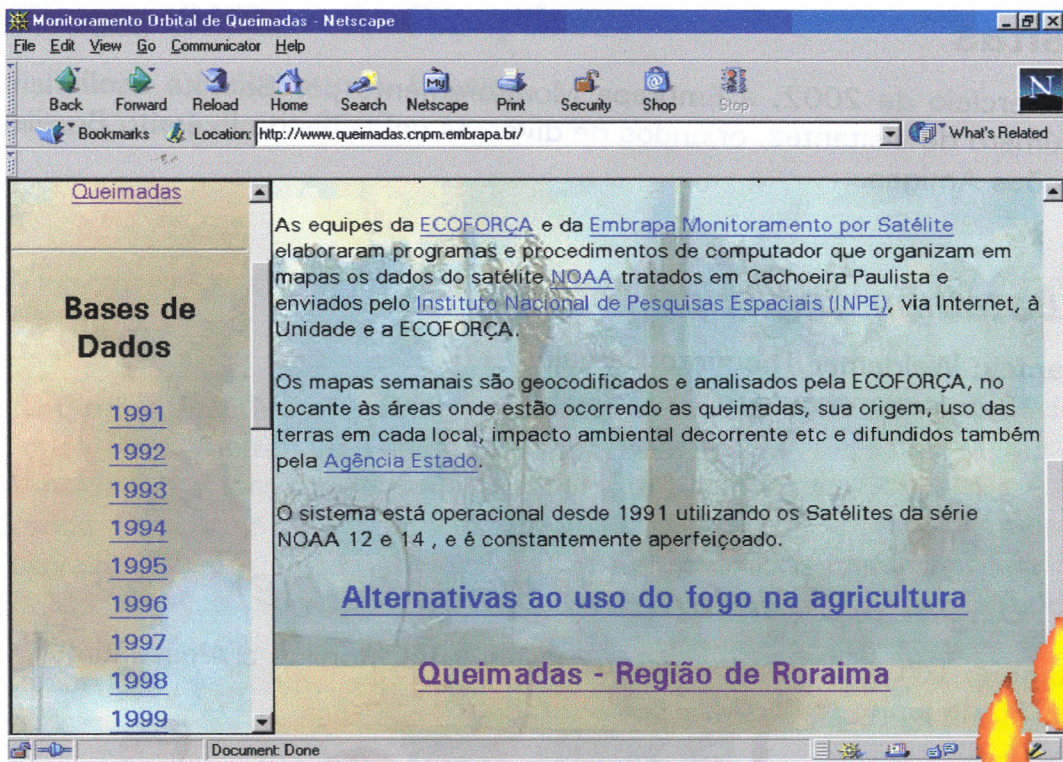 Monitoramento Orbital de Queimadas - Netscape
File Edit View Go Communicator Help
My
N
Back Forward Reload Home Search Netscape Print Security Shop Stop
Bookmarks Location: http://www.queimadas.cnpm.embrapa.br/ What's Related
Queimadas
Bases de
Dados
1991
1992
1993
1994
1995
1996
1997
1998
1999
As equipes da ECOFORÇA e da Embrapa Monitoramento por Satélite
elaboraram programas e procedimentos de computador que organizam em
mapas os dados do satélite NOAA tratados em Cachoeira Paulista e
enviados pelo Instituto Nacional de Pesquisas Espaciais (INPE), via Internet, à
Unidade e a ECOFORÇA.
Os mapas semanais são geocodificados e analisados pela ECOFORÇA, no
tocante às áreas onde estão ocorrendo as queimadas, sua origem, uso das
terras em cada local, impacto ambiental decorrente etc e difundidos também
pela Agência Estado.
O sistema está operacional desde 1991 utilizando os Satélites da série
NOAA 12 e 14 , e é constantemente aperfeiçoado.
Alternativas ao uso do fogo na agricultura
Queimadas - Região de Roraima
Document: Done